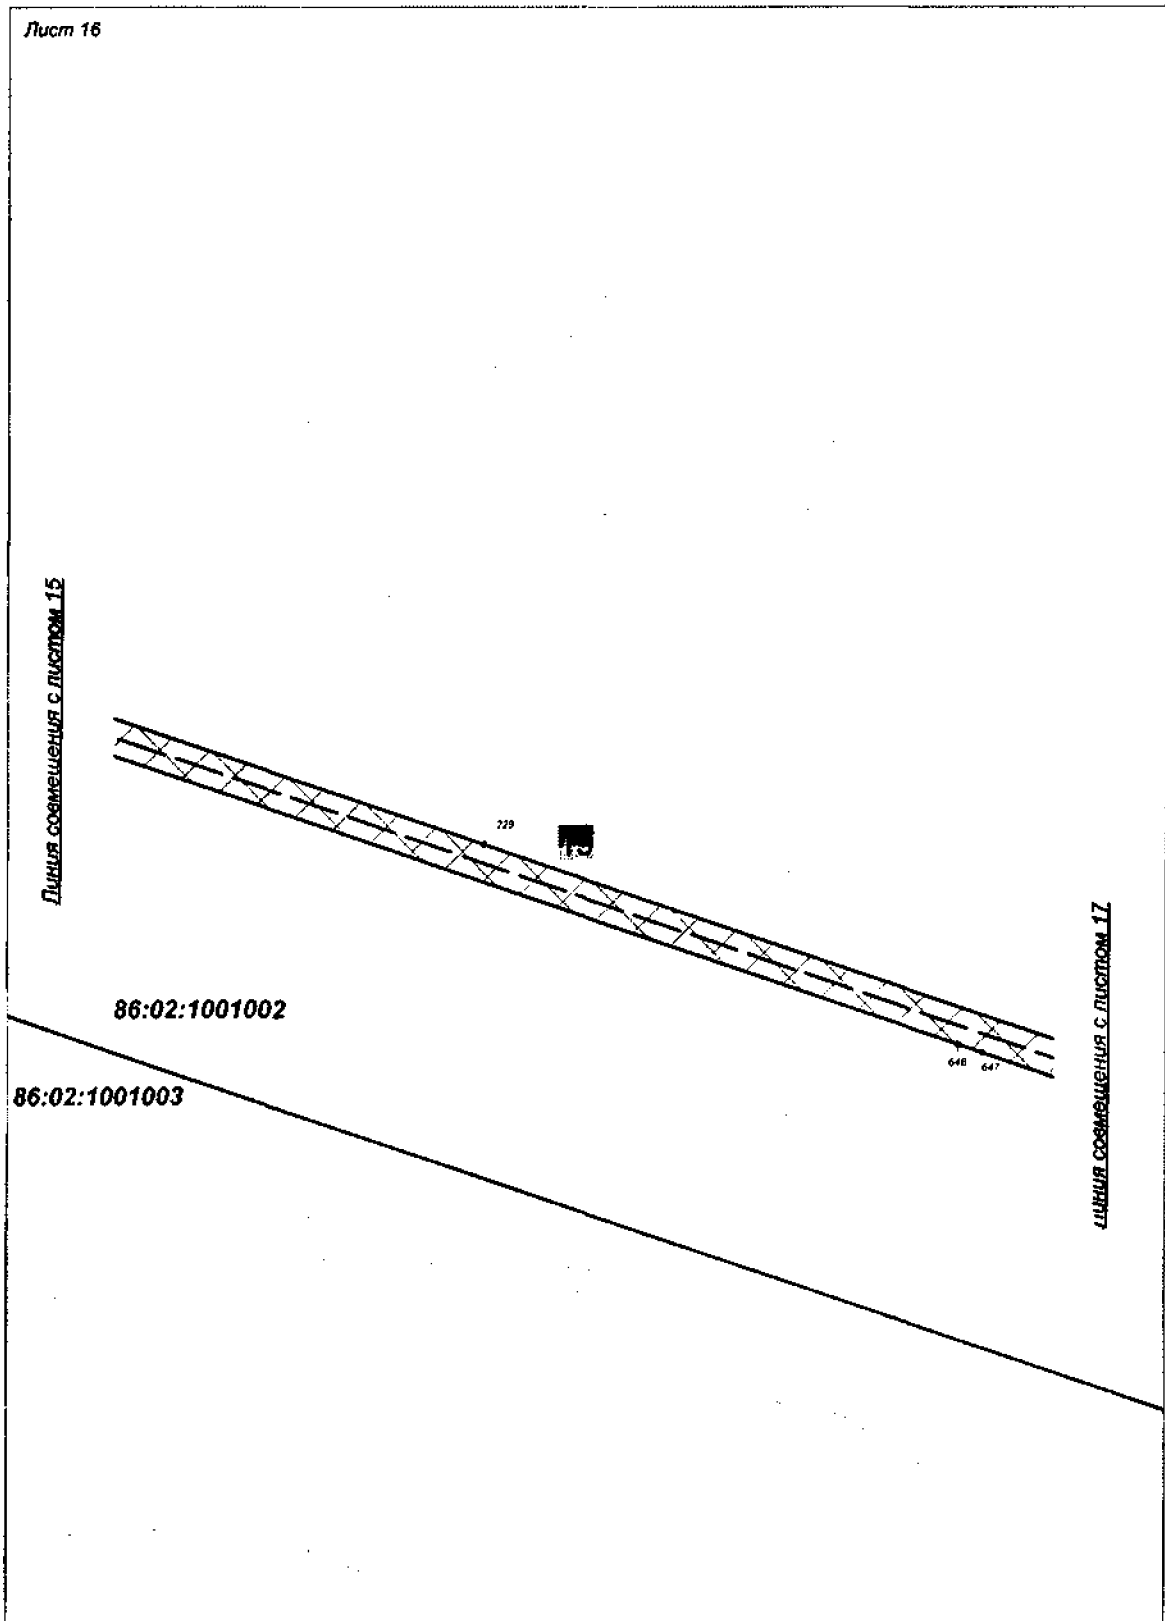 Лист 16
Линия совмещения с листом 15
229
86:02:1001002
646 647
линия совмещения с листом 17
86:02:1001003